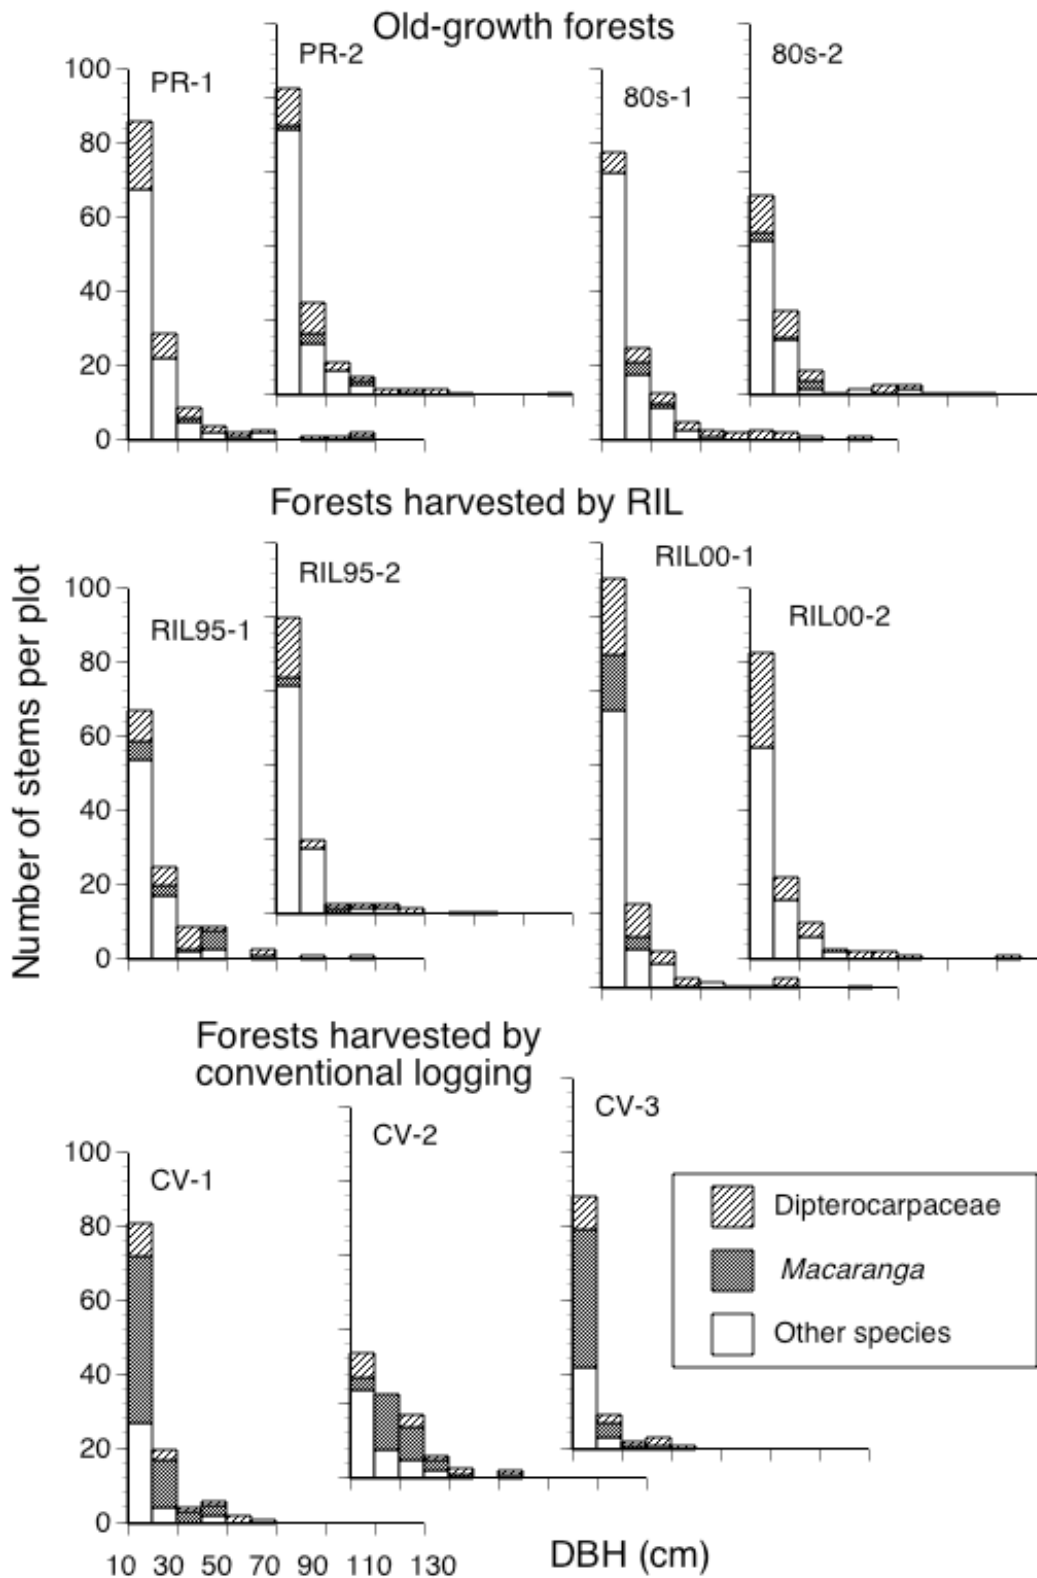 Old-growth forests
PR-1
PR-2
80s-1
80s-2
100
80
60
40
20
0
Forests harvested by RIL
RIL95-1
RIL95-2
RIL00-1
RIL00-2
100
80
60
40
20
0
Number of stems per plot
Forests harvested by
conventional logging
CV-1
CV-2
CV-3
100
80
60
40
20
0
10 30 50 70 90 110 130
DBH (cm)
Dipterocarpaceae
Macaranga
Other species